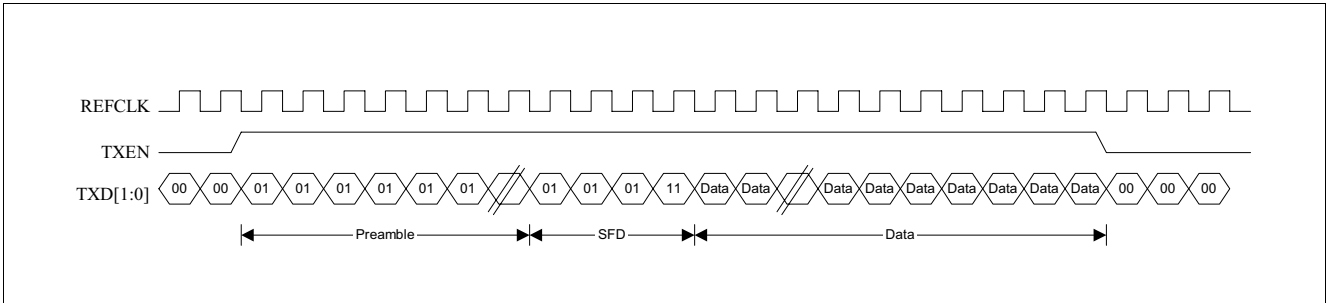 REFCLK
TXEN
TXD[1:0] 00 00 01 01 01 01 01 01 01 01 01 11 Data Data Data Data Data Data Data Data Data 00 00 00
Preamble SFD Data